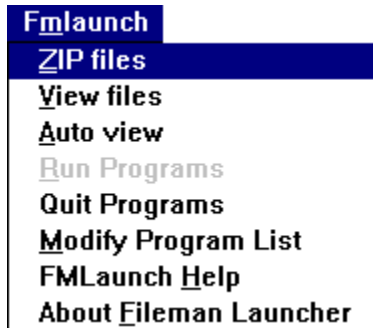 Fmlaunch
ZIP files
View files
Auto view
Run Programs
Quit Programs
Modify Program List
FMLaunch Help
About Fileman Launcher